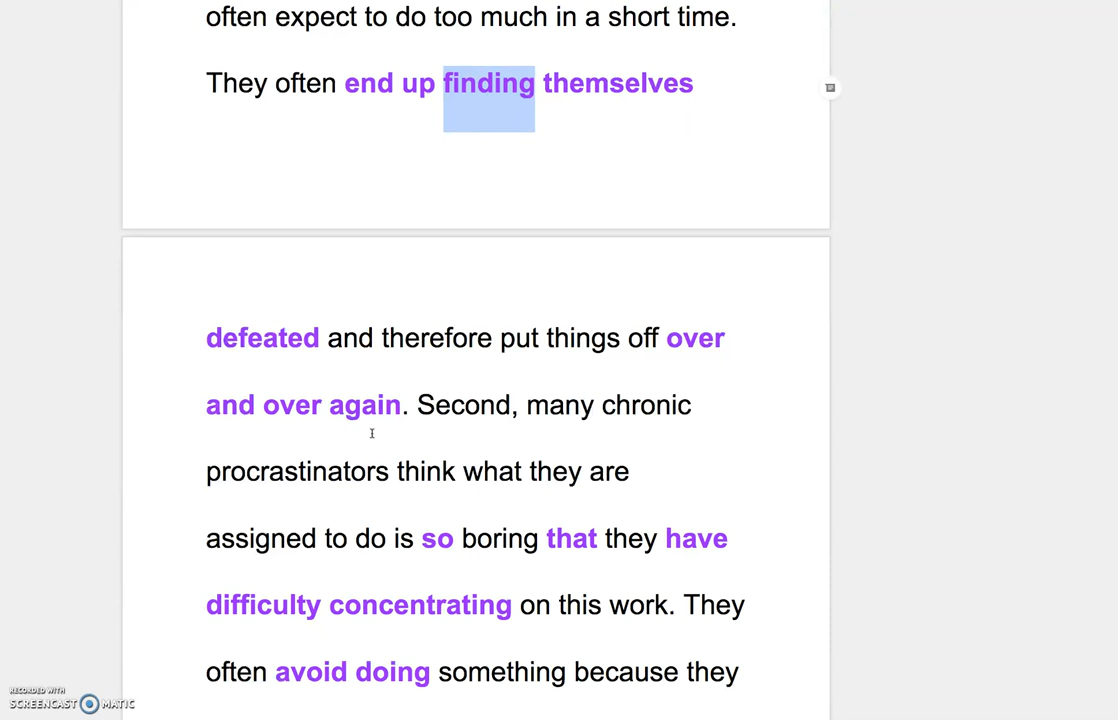 often expect to do too much in a short time.
They often end up finding themselves
defeated and therefore put things off over
and over again. Second, many chronic
procrastinators think what they are
assigned to do is so boring that they have
difficulty concentrating on this work. They
often avoid doing something because they
RECORDED WITH
SCREENCAST MATIC